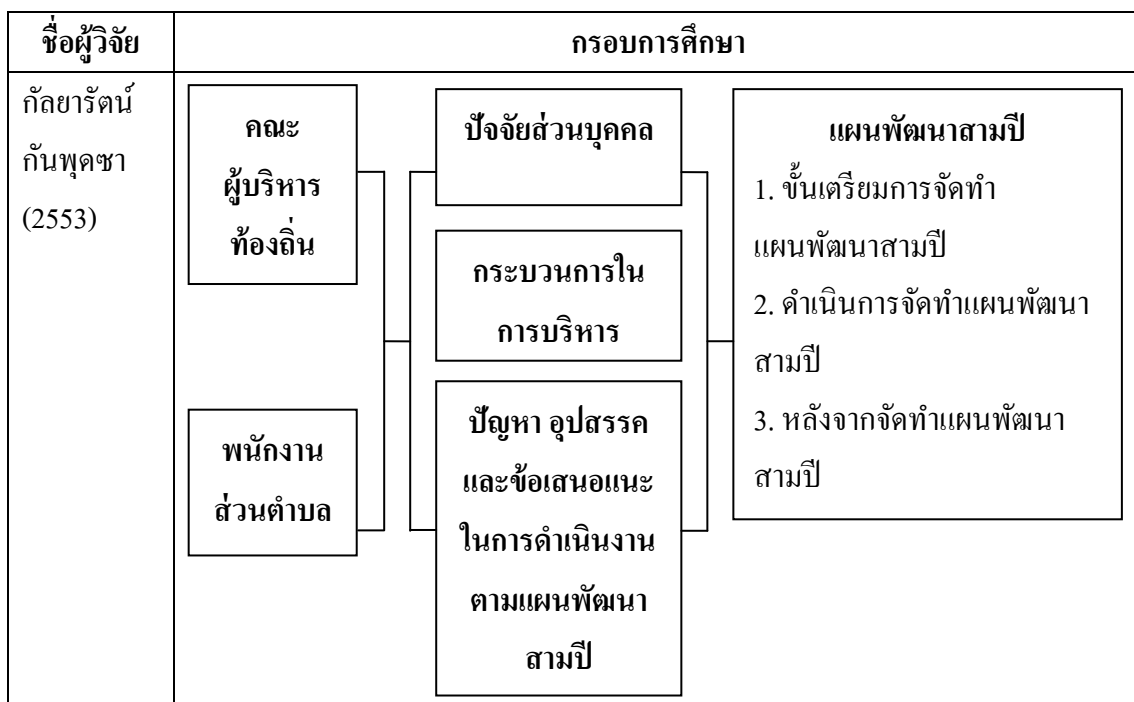 ชื่อผู้วิจัย
กรอบการศึกษา
กัลยารัตน์
กันพุดซา
(2553)
คณะ
ผู้บริหาร
ท้องถิ่น
พนักงาน
ส่วนตำบล
ปัจจัยส่วนบุคคล
กระบวนการใน
การบริหาร
ปัญหา อุปสรรค
และข้อเสนอแนะ
ในการดำเนินงาน
ตามแผนพัฒนา
สามปี
แผนพัฒนาสามปี
1. ขั้นเตรียมการจัดทำ
แผนพัฒนาสามปี
2. ดำเนินการจัดทำแผนพัฒนา
สามปี
3. หลังจากจัดทำแผนพัฒนา
สามปี